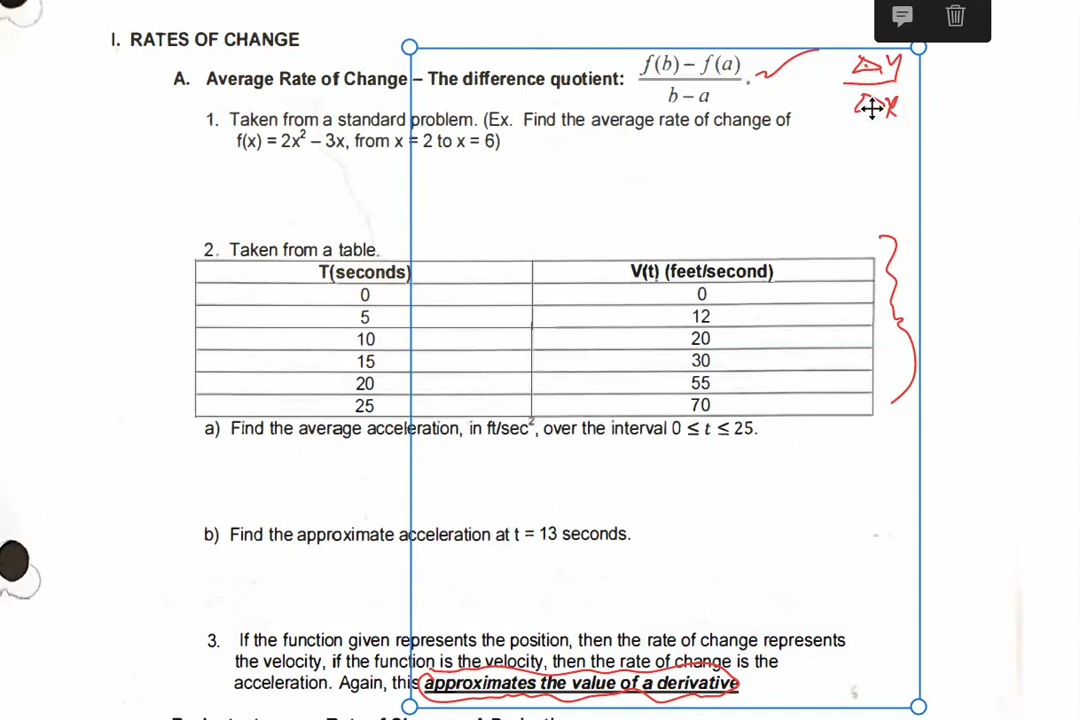 I. RATES OF CHANGE
A. Average Rate of Change – The difference quotient: f(b) – f(a) / b – a .
ΔY
ΔX
1. Taken from a standard problem. (Ex. Find the average rate of change of
f(x) = 2x² – 3x, from x = 2 to x = 6)
2. Taken from a table.
T(seconds) V(t) (feet/second)
0 0
5 12
10 20
15 30
20 55
25 70
a) Find the average acceleration, in ft/sec², over the interval 0 ≤ t ≤ 25.
b) Find the approximate acceleration at t = 13 seconds.
3. If the function given represents the position, then the rate of change represents
the velocity, if the function is the velocity, then the rate of change is the
acceleration. Again, this approximates the value of a derivative